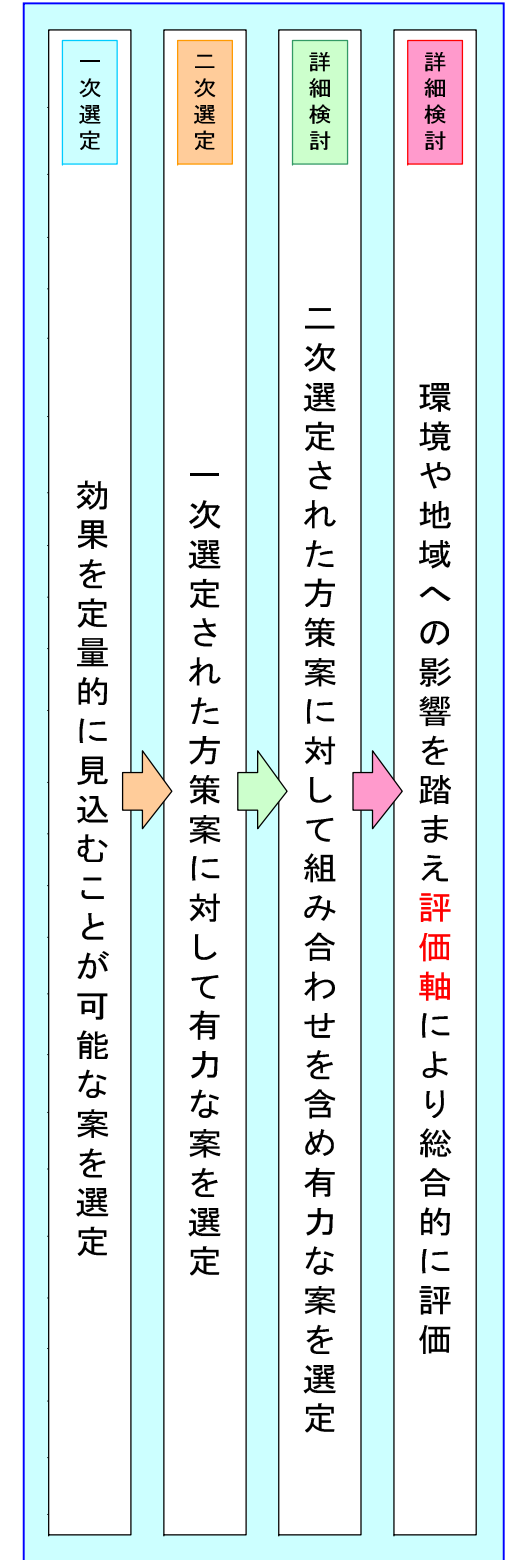 一次選定
効果を定量的に見込むことが可能な案を選定
二次選定
一次選定された方策案に対して有力な案を選定
詳細検討
二次選定された方策案に対して組み合わせを含め有力な案を選定
詳細検討
環境や地域への影響を踏まえ評価軸により総合的に評価